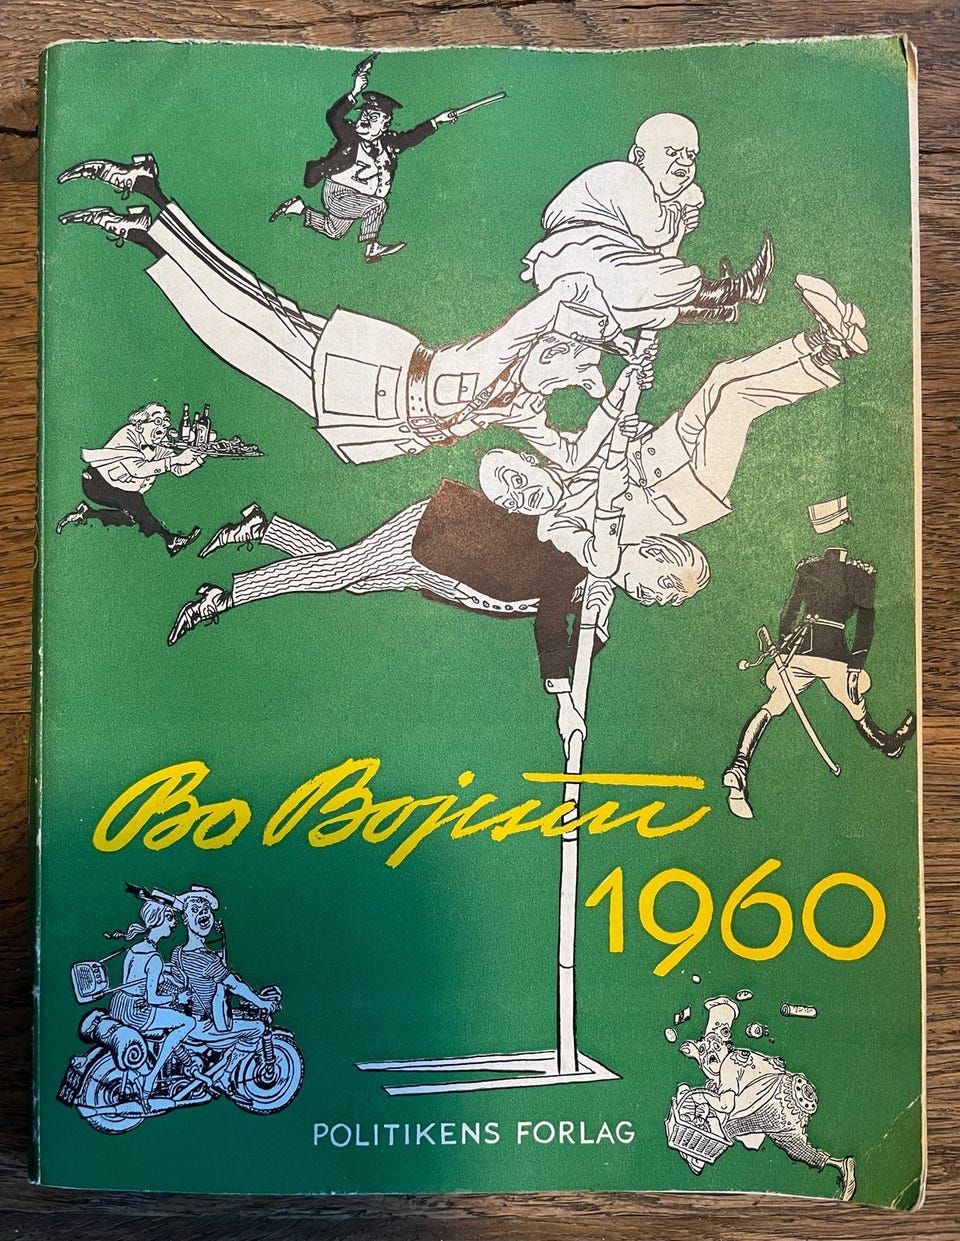 Bo Bojesen
1960
POLITIKENS FORLAG